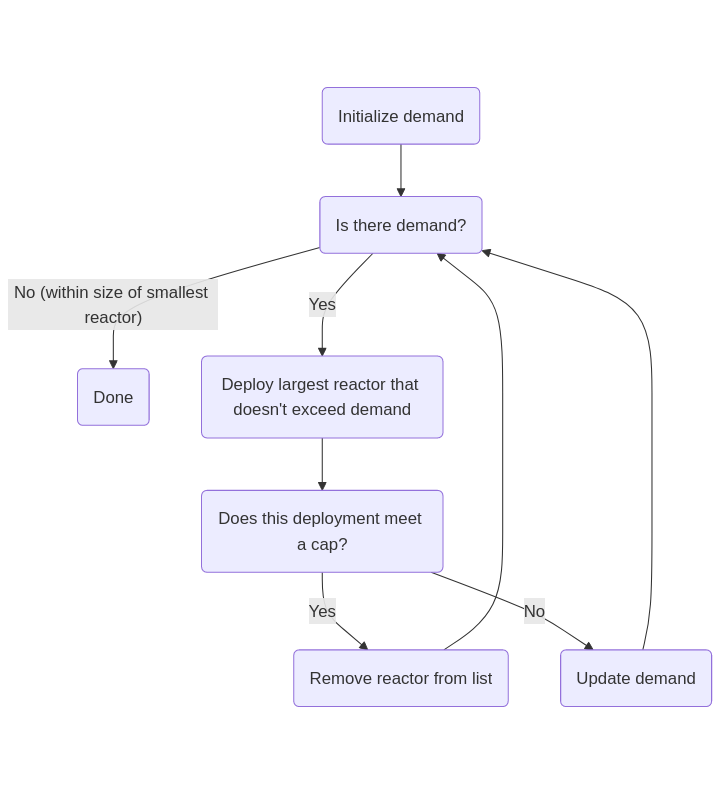 Initialize demand
Is there demand?
No (within size of smallest
reactor)
Yes
Done
Deploy largest reactor that
doesn't exceed demand
Does this deployment meet
a cap?
Yes
No
Remove reactor from list
Update demand